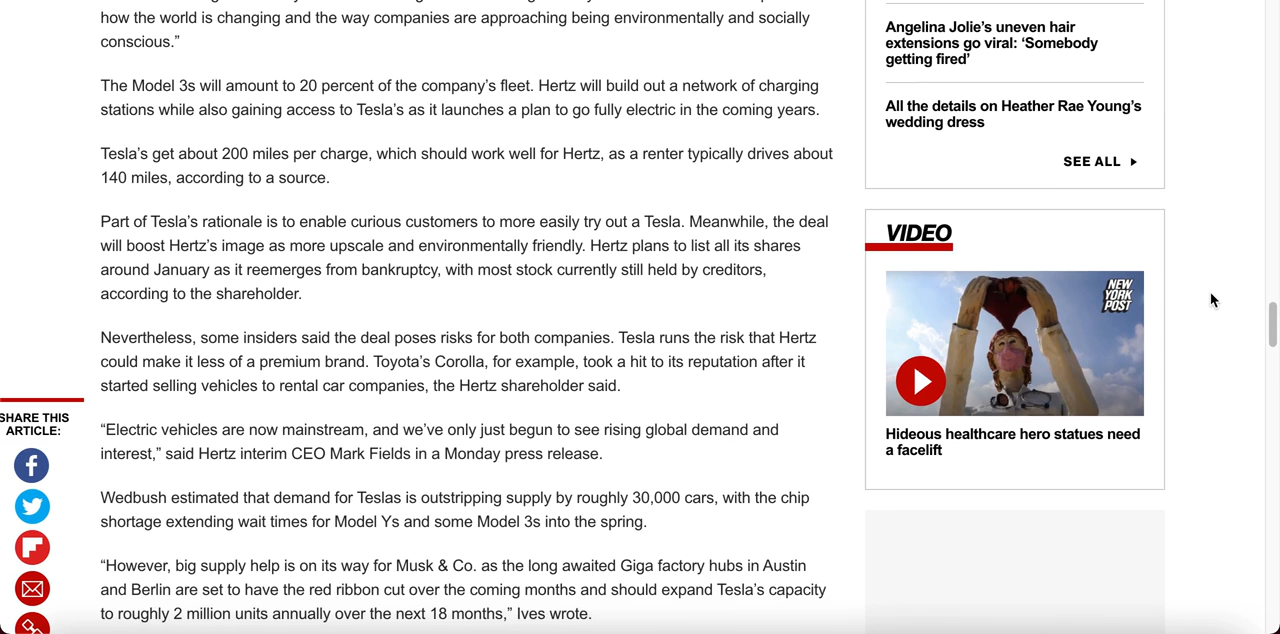 how the world is changing and the way companies are approaching being environmentally and socially
conscious.”
The Model 3s will amount to 20 percent of the company’s fleet. Hertz will build out a network of charging
stations while also gaining access to Tesla’s as it launches a plan to go fully electric in the coming years.
Tesla’s get about 200 miles per charge, which should work well for Hertz, as a renter typically drives about
140 miles, according to a source.
Part of Tesla’s rationale is to enable curious customers to more easily try out a Tesla. Meanwhile, the deal
will boost Hertz’s image as more upscale and environmentally friendly. Hertz plans to list all its shares
around January as it reemerges from bankruptcy, with most stock currently still held by creditors,
according to the shareholder.
Nevertheless, some insiders said the deal poses risks for both companies. Tesla runs the risk that Hertz
could make it less of a premium brand. Toyota’s Corolla, for example, took a hit to its reputation after it
started selling vehicles to rental car companies, the Hertz shareholder said.
“Electric vehicles are now mainstream, and we’ve only just begun to see rising global demand and
interest,” said Hertz interim CEO Mark Fields in a Monday press release.
Wedbush estimated that demand for Teslas is outstripping supply by roughly 30,000 cars, with the chip
shortage extending wait times for Model Ys and some Model 3s into the spring.
“However, big supply help is on its way for Musk & Co. as the long awaited Giga factory hubs in Austin
and Berlin are set to have the red ribbon cut over the coming months and should expand Tesla’s capacity
to roughly 2 million units annually over the next 18 months,” Ives wrote.
SHARE THIS
ARTICLE:
Angelina Jolie’s uneven hair
extensions go viral: ‘Somebody
getting fired’
All the details on Heather Rae Young’s
wedding dress
SEE ALL
VIDEO
NEW
YORK
POST
Hideous healthcare hero statues need
a facelift